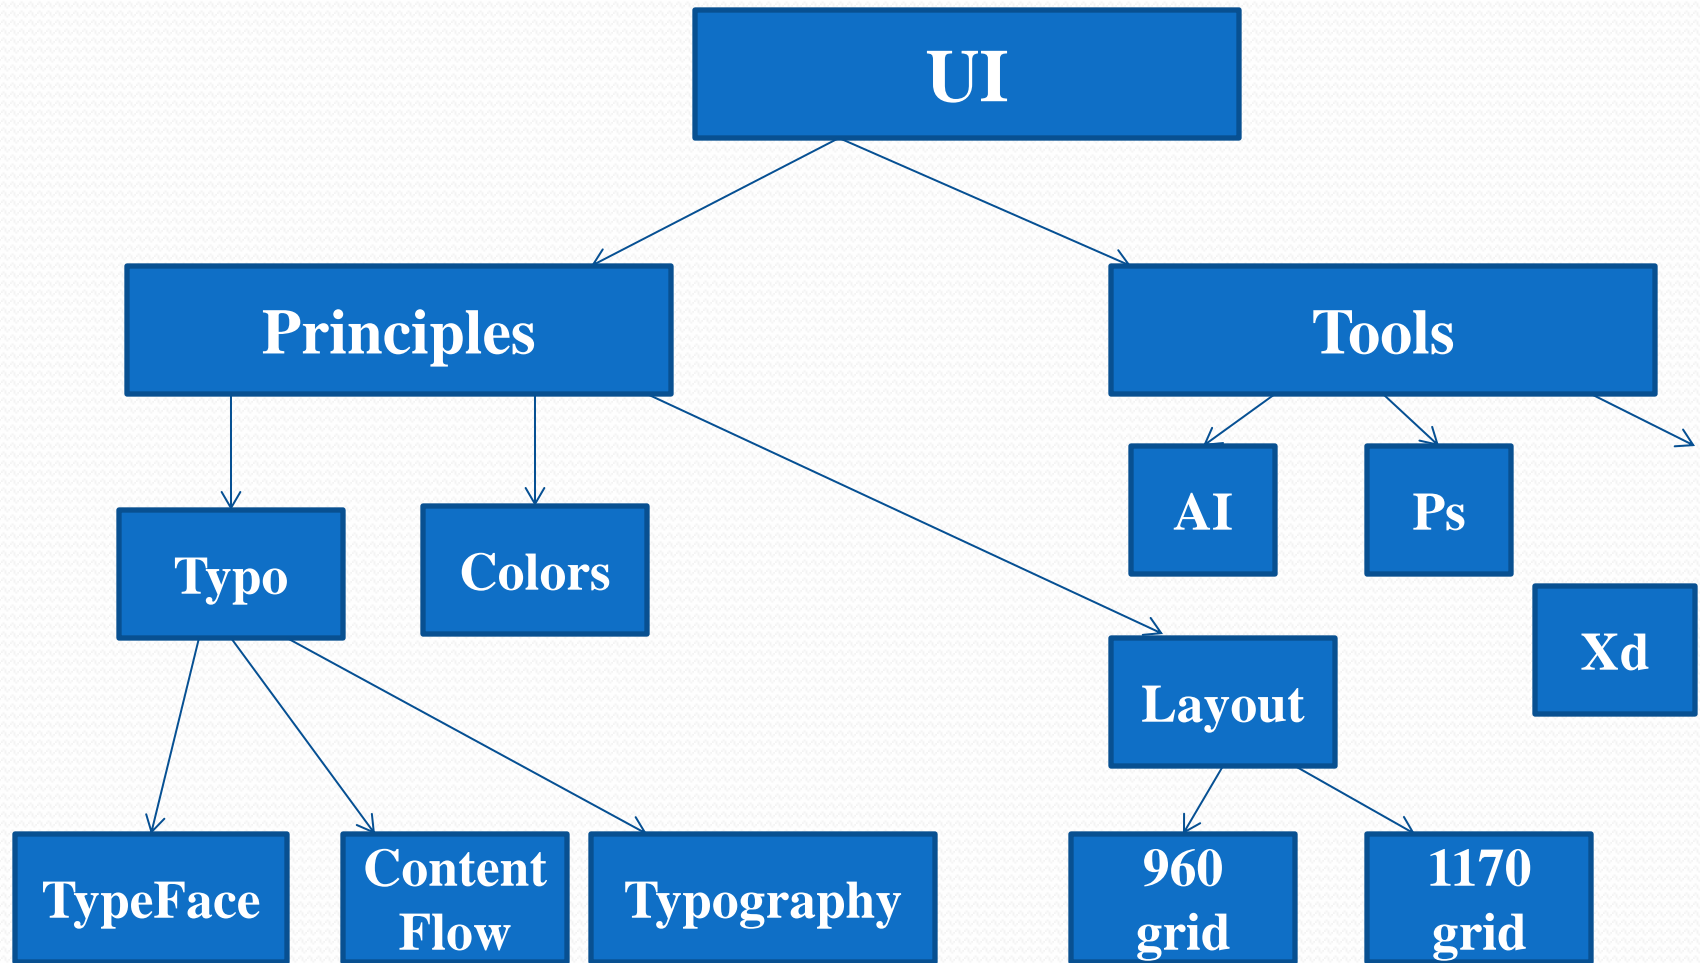 UI
Principles
Tools
AI
Ps
Typo
Colors
Xd
Layout
TypeFace
Content
Flow
Typography
960
grid
1170
grid